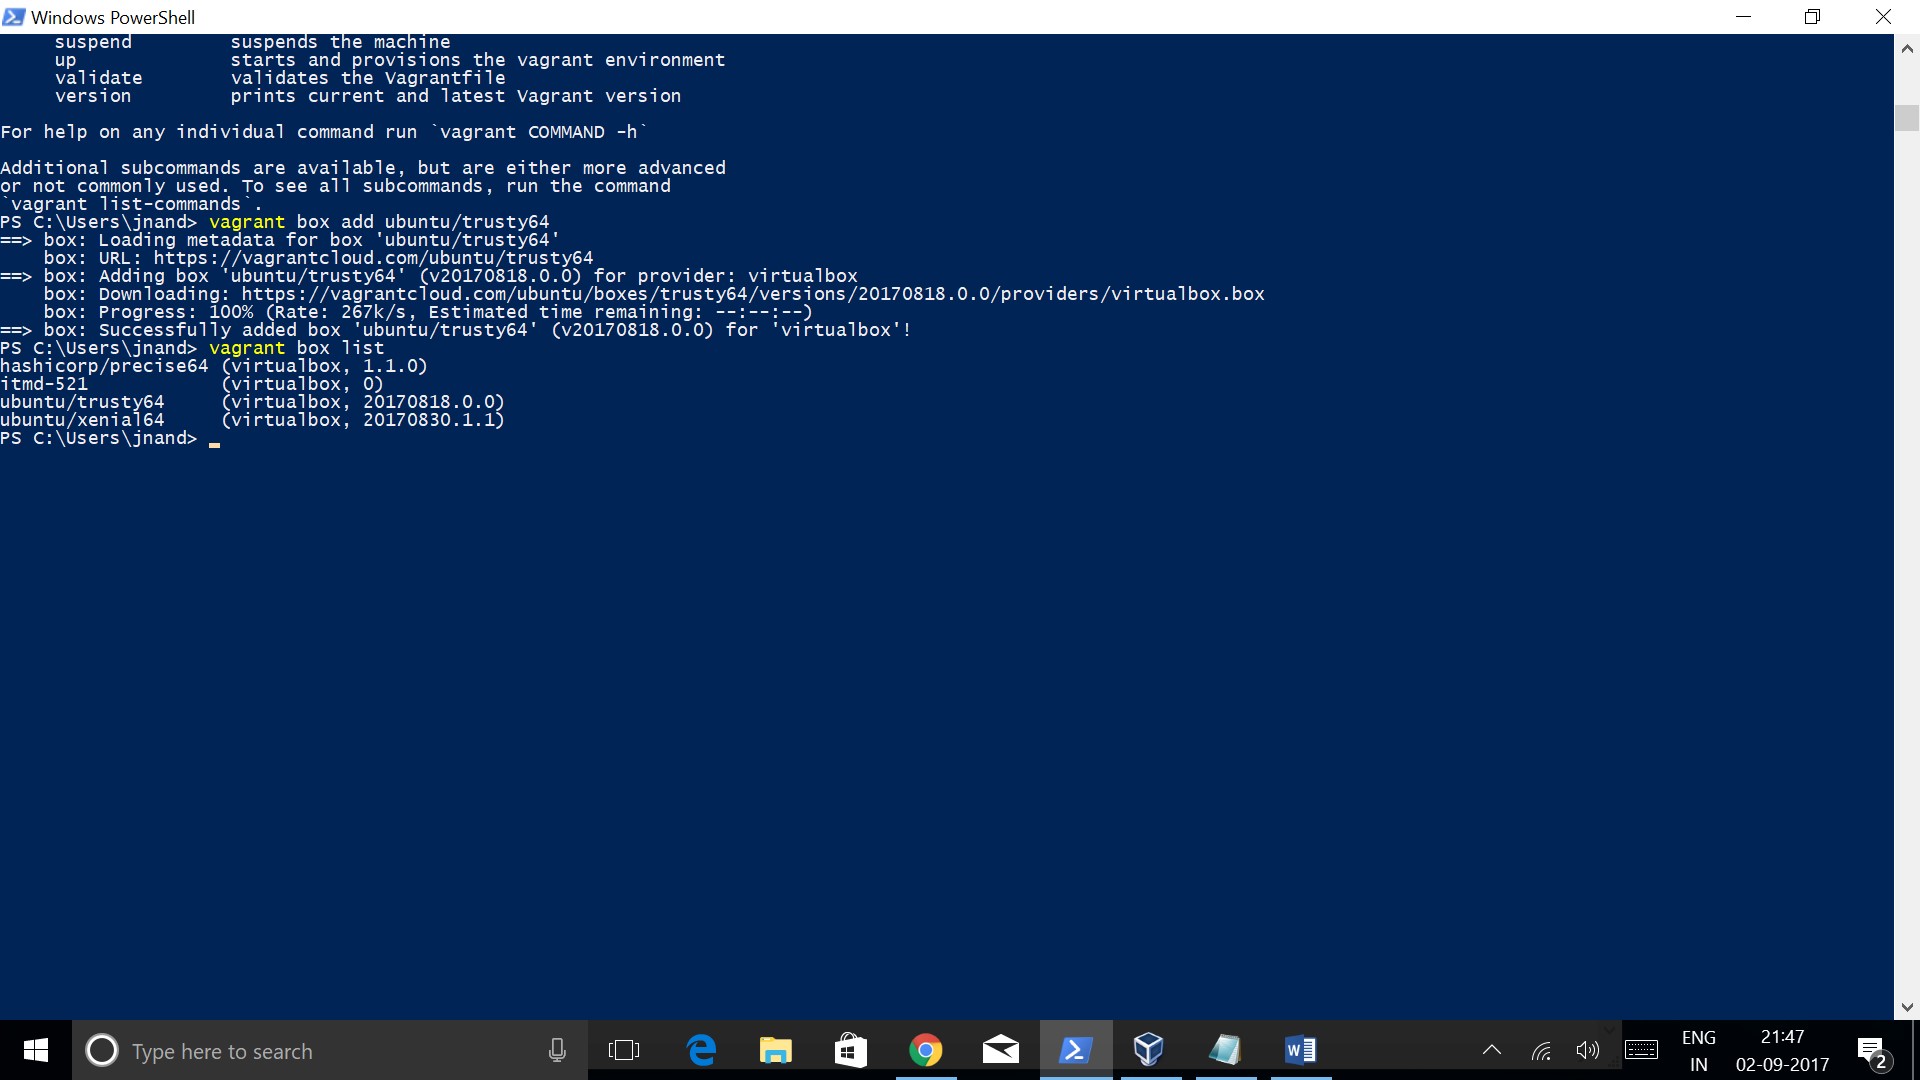 Windows PowerShell
suspend suspends the machine
up starts and provisions the vagrant environment
validate validates the Vagrantfile
version prints current and latest Vagrant version
For help on any individual command run `vagrant COMMAND -h`
Additional subcommands are available, but are either more advanced
or not commonly used. To see all subcommands, run the command
`vagrant list-commands`.
PS C:\Users\jnand> vagrant box add ubuntu/trusty64
==> box: Loading metadata for box 'ubuntu/trusty64'
box: URL: https://vagrantcloud.com/ubuntu/trusty64
==> box: Adding box 'ubuntu/trusty64' (v20170818.0.0) for provider: virtualbox
box: Downloading: https://vagrantcloud.com/ubuntu/boxes/trusty64/versions/20170818.0.0/providers/virtualbox.box
box: Progress: 100% (Rate: 267k/s, Estimated time remaining: --:--:--)
==> box: Successfully added box 'ubuntu/trusty64' (v20170818.0.0) for 'virtualbox'!
PS C:\Users\jnand> vagrant box list
hashicorp/precise64 (virtualbox, 1.1.0)
itmd-521 (virtualbox, 0)
ubuntu/trusty64 (virtualbox, 20170818.0.0)
ubuntu/xenial64 (virtualbox, 20170830.1.1)
PS C:\Users\jnand>
Type here to search
ENG 21:47
IN 02-09-2017 2